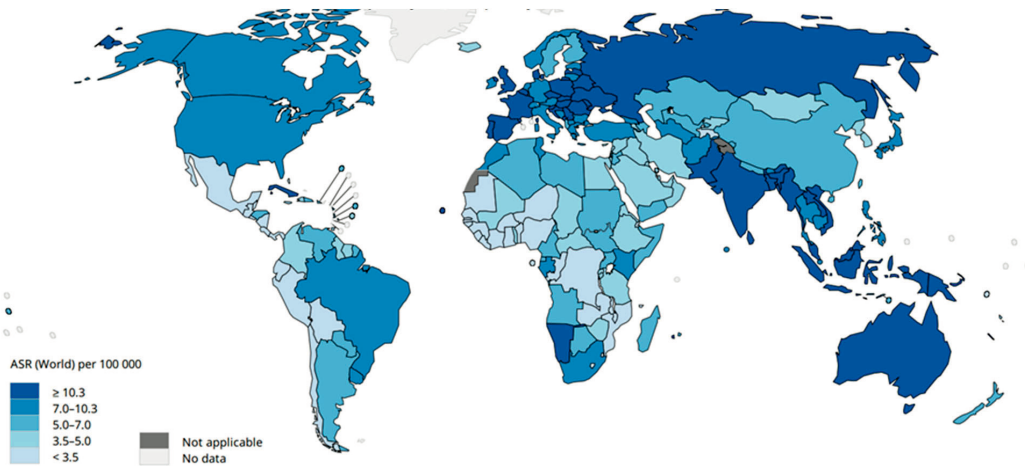 ASR (World) per 100 000
≥ 10.3
7.0–10.3
5.0–7.0
3.5–5.0
< 3.5
Not applicable
No data